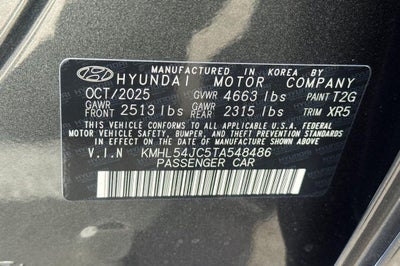 MANUFACTURED IN KOREA BY
HYUNDAI MOTOR COMPANY
OCT/2025 GVWR 4663 lbs PAINT T2G
GAWR FRONT 2513 lbs GAWR REAR 2315 lbs TRIM XR5
THIS VEHICLE CONFORMS TO ALL APPLICABLE U.S.A FEDERAL
MOTOR VEHICLE SAFETY, BUMPER, AND THEFT PREVENTION STANDARDS
IN EFFECT ON THE DATE OF MANUFACTURE SHOWN ABOVE.
V.I.N KMHL54JC5TA548486
PASSENGER CAR